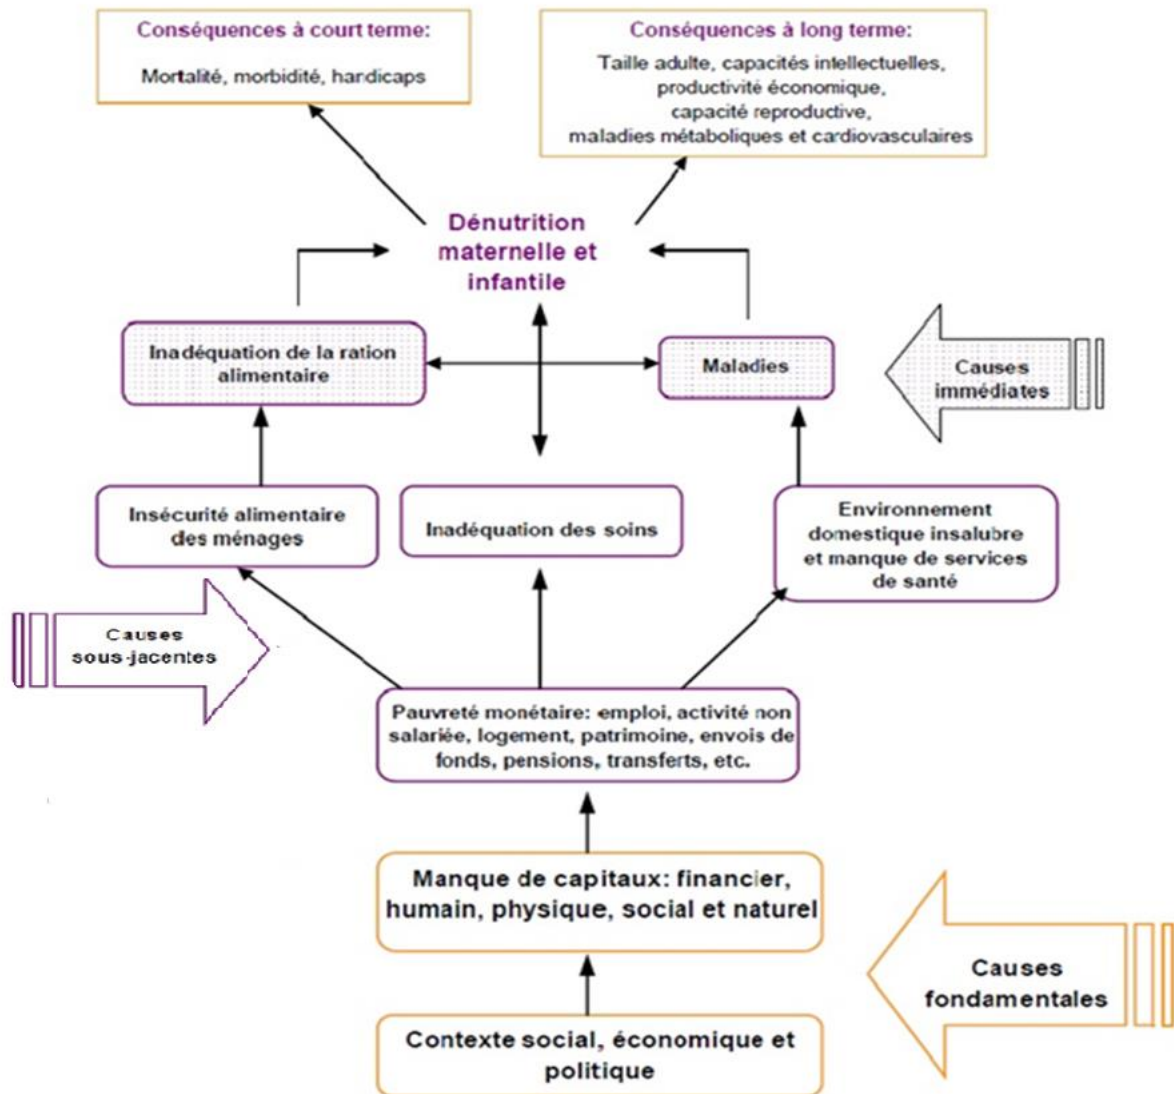 Conséquences à court terme:
Mortalité, morbidité, handicaps
Conséquences à long terme:
Taille adulte, capacités intellectuelles,
productivité économique,
capacité reproductive,
maladies métaboliques et cardiovasculaires
Dénutrition
maternelle et
infantile
Inadéquation de la ration
alimentaire
Maladies
Causes
immédiates
Insécurité alimentaire
des ménages
Inadéquation des soins
Environnement
domestique insalubre
et manque de services
de santé
Causes
sous-jacentes
Pauvreté monétaire: emploi, activité non
salariée, logement, patrimoine, envois de
fonds, pensions, transferts, etc.
Manque de capitaux: financier,
humain, physique, social et naturel
Causes
fondamentales
Contexte social, économique et
politique